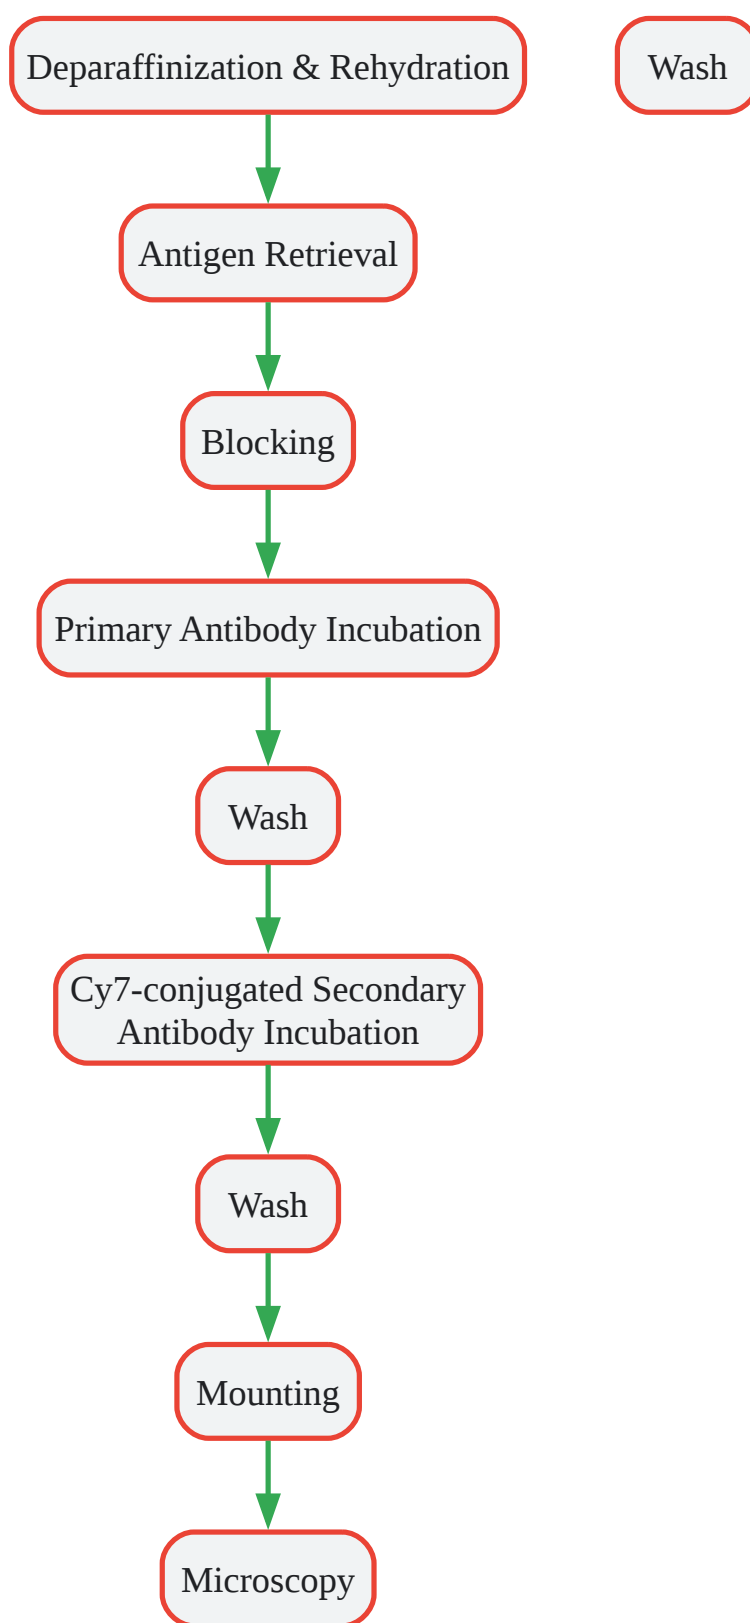 Deparaffinization & Rehydration
Wash
Antigen Retrieval
Blocking
Primary Antibody Incubation
Wash
Cy7-conjugated Secondary
Antibody Incubation
Wash
Mounting
Microscopy